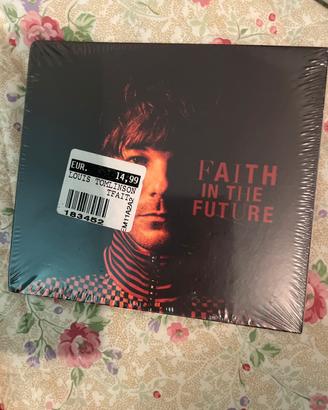 EUR. 14,99
LOUIS TOMLINSON
183452
FAITH
IN THE
FUTURE